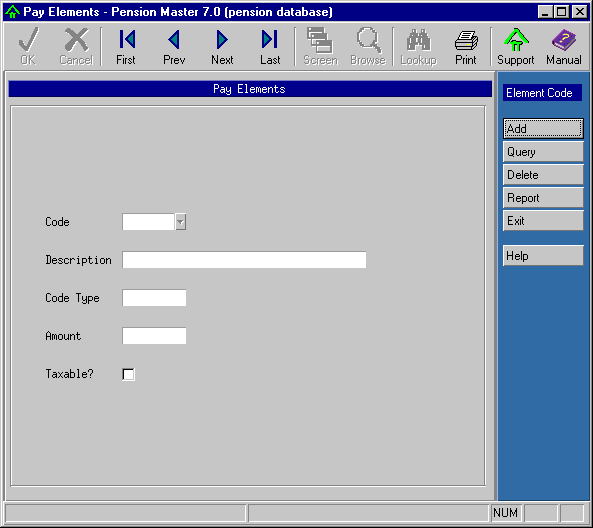 Pay Elements - Pension Master 7.0 (pension database)
OK Cancel First Prev Next Last Screen Browse Lookup Print Support Manual
Pay Elements
Element Code
Add
Query
Delete
Report
Exit
Help
Code
Description
Code Type
Amount
Taxable?
NUM